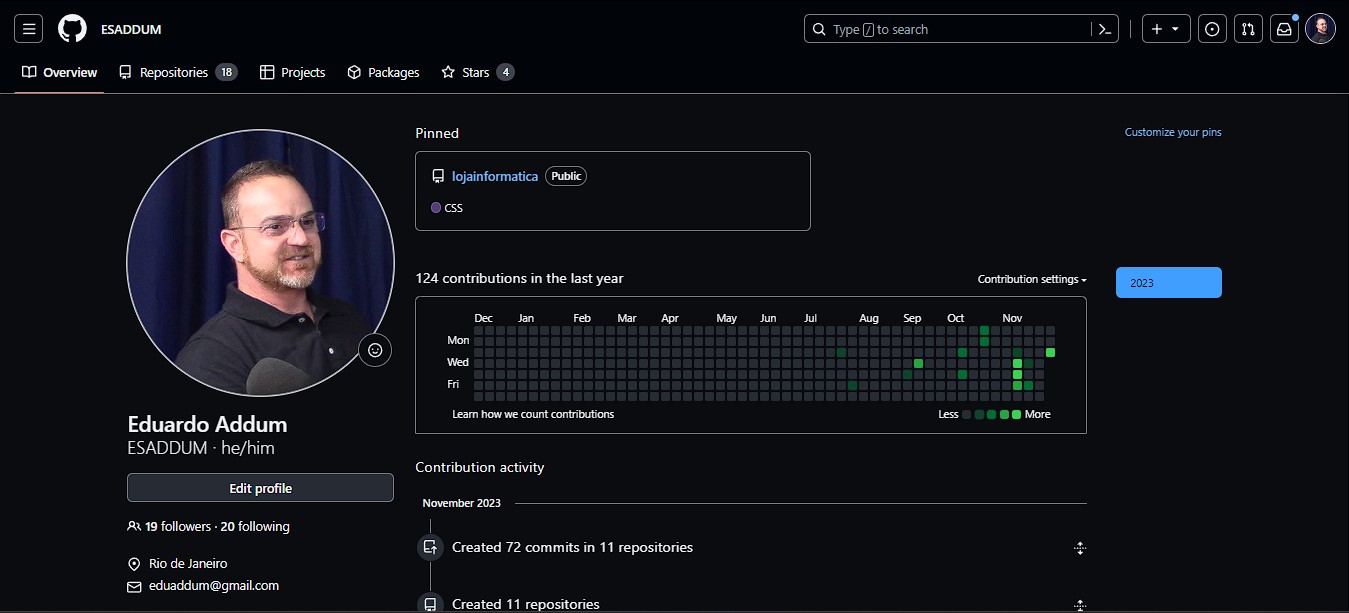 ESADDUM
Type / to search
Overview
Repositories 18
Projects
Packages
Stars 4
Pinned
Customize your pins
lojainformatica Public
CSS
124 contributions in the last year
Contribution settings
2023
Dec Jan Feb Mar Apr May Jun Jul Aug Sep Oct Nov
Mon
Wed
Fri
Learn how we count contributions
Less More
Eduardo Addum
ESADDUM · he/him
Edit profile
19 followers · 20 following
Rio de Janeiro
eduaddum@gmail.com
Contribution activity
November 2023
Created 72 commits in 11 repositories
Created 11 repositories